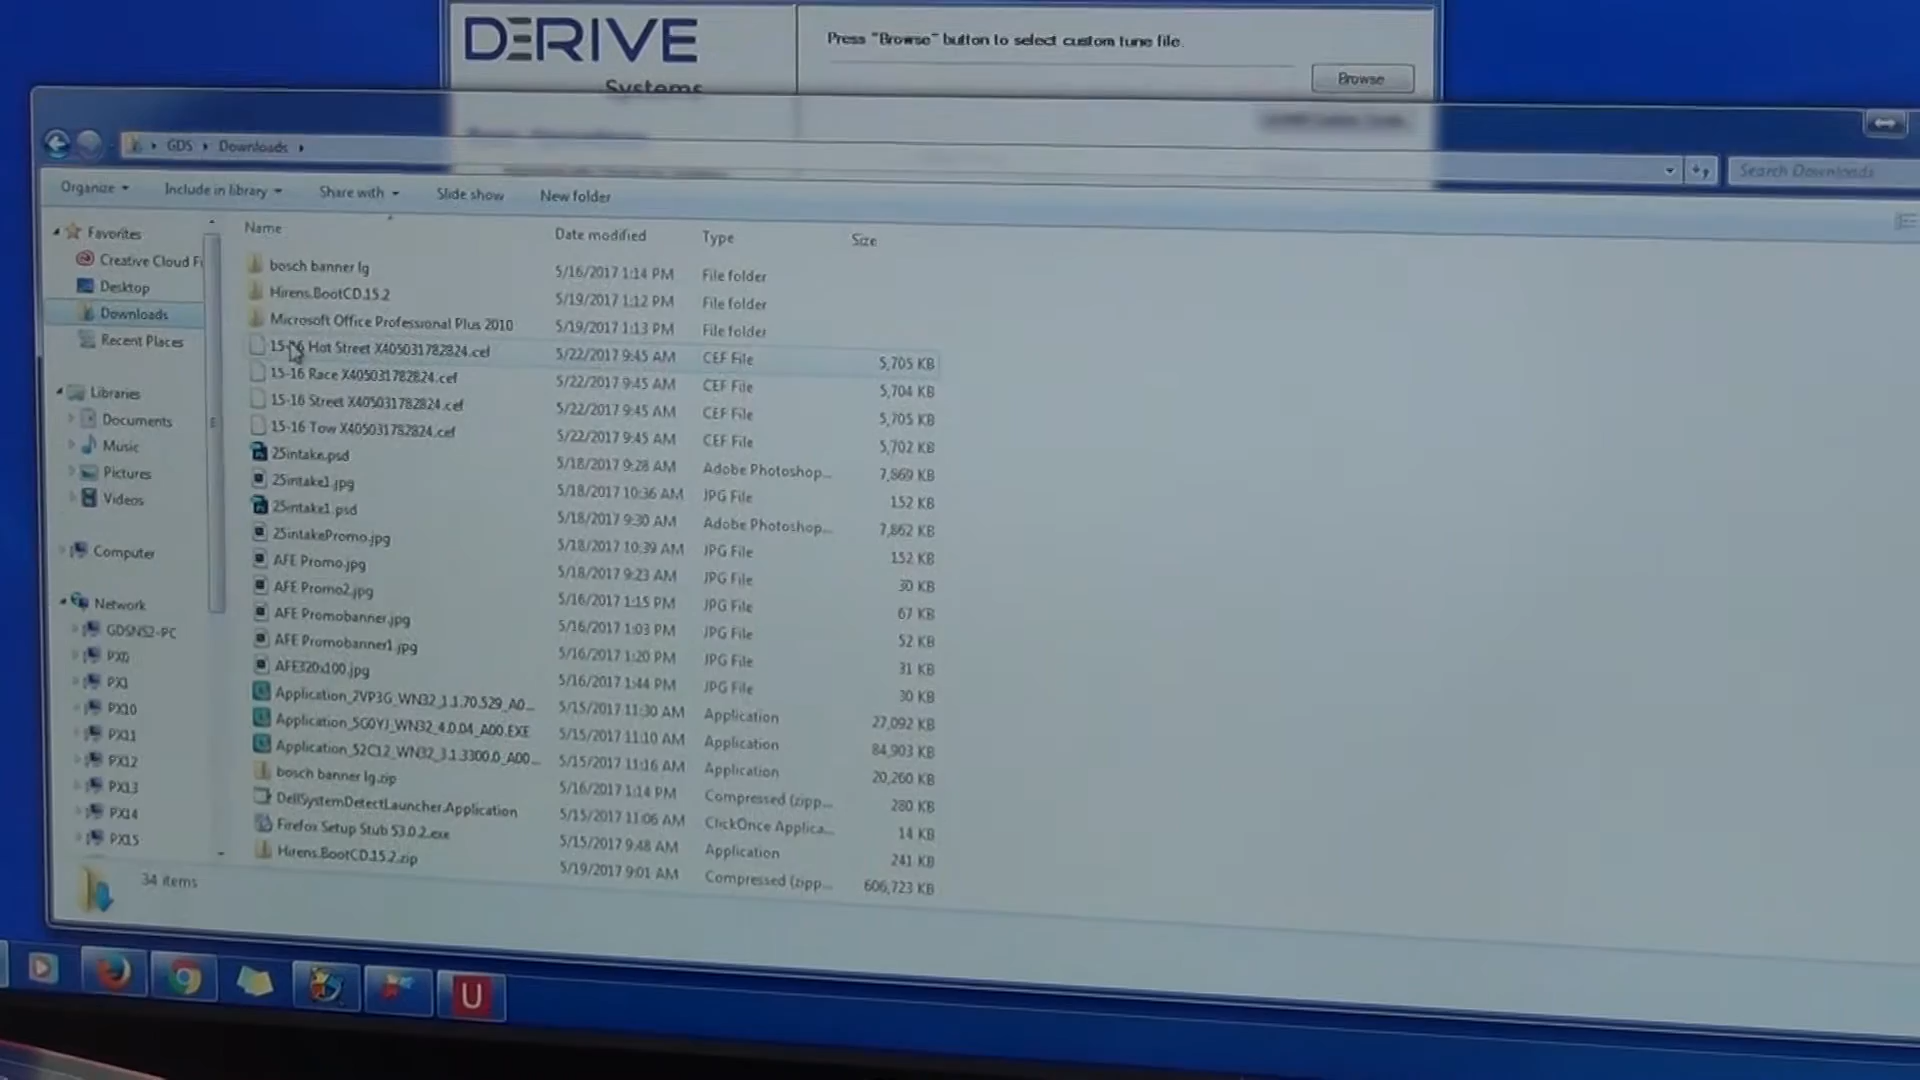 DERIVE
Systems
Press "Browse" button to select custom tune file.
Browse
GDS Downloads
Search Downloads
Organize Include in library Share with Slide show New folder
Favorites
Creative Cloud F
Desktop
Downloads
Recent Places
Libraries
Documents
Music
Pictures
Videos
Computer
Network
GDSNS2-PC
PX0
PX1
PX10
PX11
PX12
PX13
PX14
PX15
Name Date modified Type Size
bosch banner lg 5/16/2017 1:14 PM File folder
Hirens.BootCD.15.2 5/19/2017 1:12 PM File folder
Microsoft Office Professional Plus 2010 5/19/2017 1:13 PM File folder
15-16 Hot Street X405031782824.cef 5/22/2017 9:45 AM CEF File 5,705 KB
15-16 Race X405031782824.cef 5/22/2017 9:45 AM CEF File 5,704 KB
15-16 Street X405031782824.cef 5/22/2017 9:45 AM CEF File 5,705 KB
15-16 Tow X405031782824.cef 5/22/2017 9:45 AM CEF File 5,702 KB
25intake.psd 5/18/2017 9:28 AM Adobe Photoshop... 7,869 KB
25intake1.jpg 5/18/2017 10:36 AM JPG File 152 KB
25intake1.psd 5/18/2017 9:30 AM Adobe Photoshop... 7,862 KB
25intakePromo.jpg 5/18/2017 10:39 AM JPG File 152 KB
AFE Promo.jpg 5/18/2017 9:23 AM JPG File 30 KB
AFE Promo2.jpg 5/16/2017 1:15 PM JPG File 67 KB
AFE Promobanner.jpg 5/16/2017 1:03 PM JPG File 52 KB
AFE Promobanner1.jpg 5/16/2017 1:20 PM JPG File 31 KB
AFE320x100.jpg 5/16/2017 1:44 PM JPG File 30 KB
Application_2VP3G_WN32_1.1.70.529_A0... 5/15/2017 11:30 AM Application 27,092 KB
Application_5G0YJ_WN32_4.0.04_A00.EXE 5/15/2017 11:10 AM Application 84,903 KB
Application_52C12_WN32_3.1.3300.0_A00... 5/15/2017 11:16 AM Application 20,260 KB
bosch banner lg.zip 5/16/2017 1:14 PM Compressed (zipp... 280 KB
DellSystemDetectLauncher.Application 5/15/2017 11:06 AM ClickOnce Applica... 14 KB
Firefox Setup Stub 53.0.2.exe 5/15/2017 9:48 AM Application 241 KB
Hirens.BootCD.15.2.zip 5/19/2017 9:01 AM Compressed (zipp... 606,723 KB
34 items
U